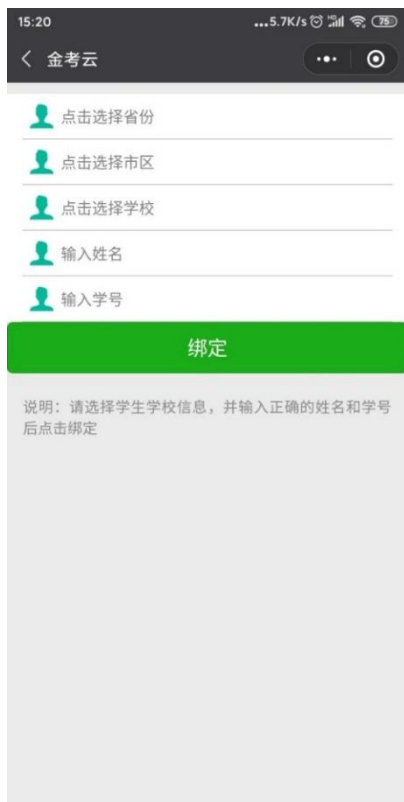 15:20 ...5.7K/s 75
金考云
点击选择省份
点击选择市区
点击选择学校
输入姓名
输入学号
绑定
说明：请选择学生学校信息，并输入正确的姓名和学号
后点击绑定